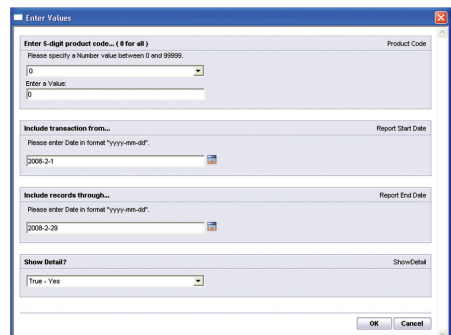 Enter Values
Enter 5-digit product code... ( 0 for all )    Product Code
Please specify a Number value between 0 and 99999.
0
Enter a Value:
0
Include transaction from...    Report Start Date
Please enter Date in format "yyyy-mm-dd".
2008-2-1
Include records through...    Report End Date
Please enter Date in format "yyyy-mm-dd".
2008-2-29
Show Detail?    ShowDetail
True - Yes
OK    Cancel